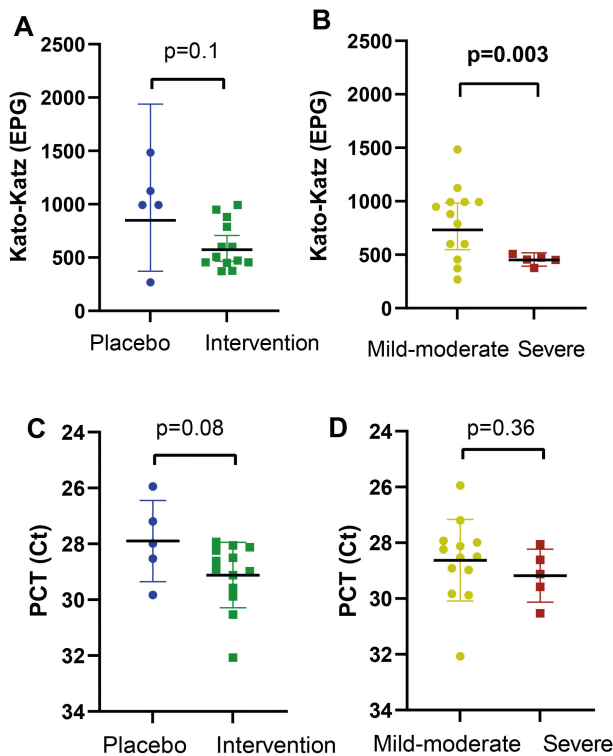 A
p=0.1
Kato-Katz (EPG)
2500
2000
1500
1000
500
0
Placebo Intervention
B
p=0.003
Kato-Katz (EPG)
2500
2000
1500
1000
500
0
Mild-moderate Severe
C
p=0.08
PCT (Ct)
24
26
28
30
32
34
Placebo Intervention
D
p=0.36
PCT (Ct)
24
26
28
30
32
34
Mild-moderate Severe